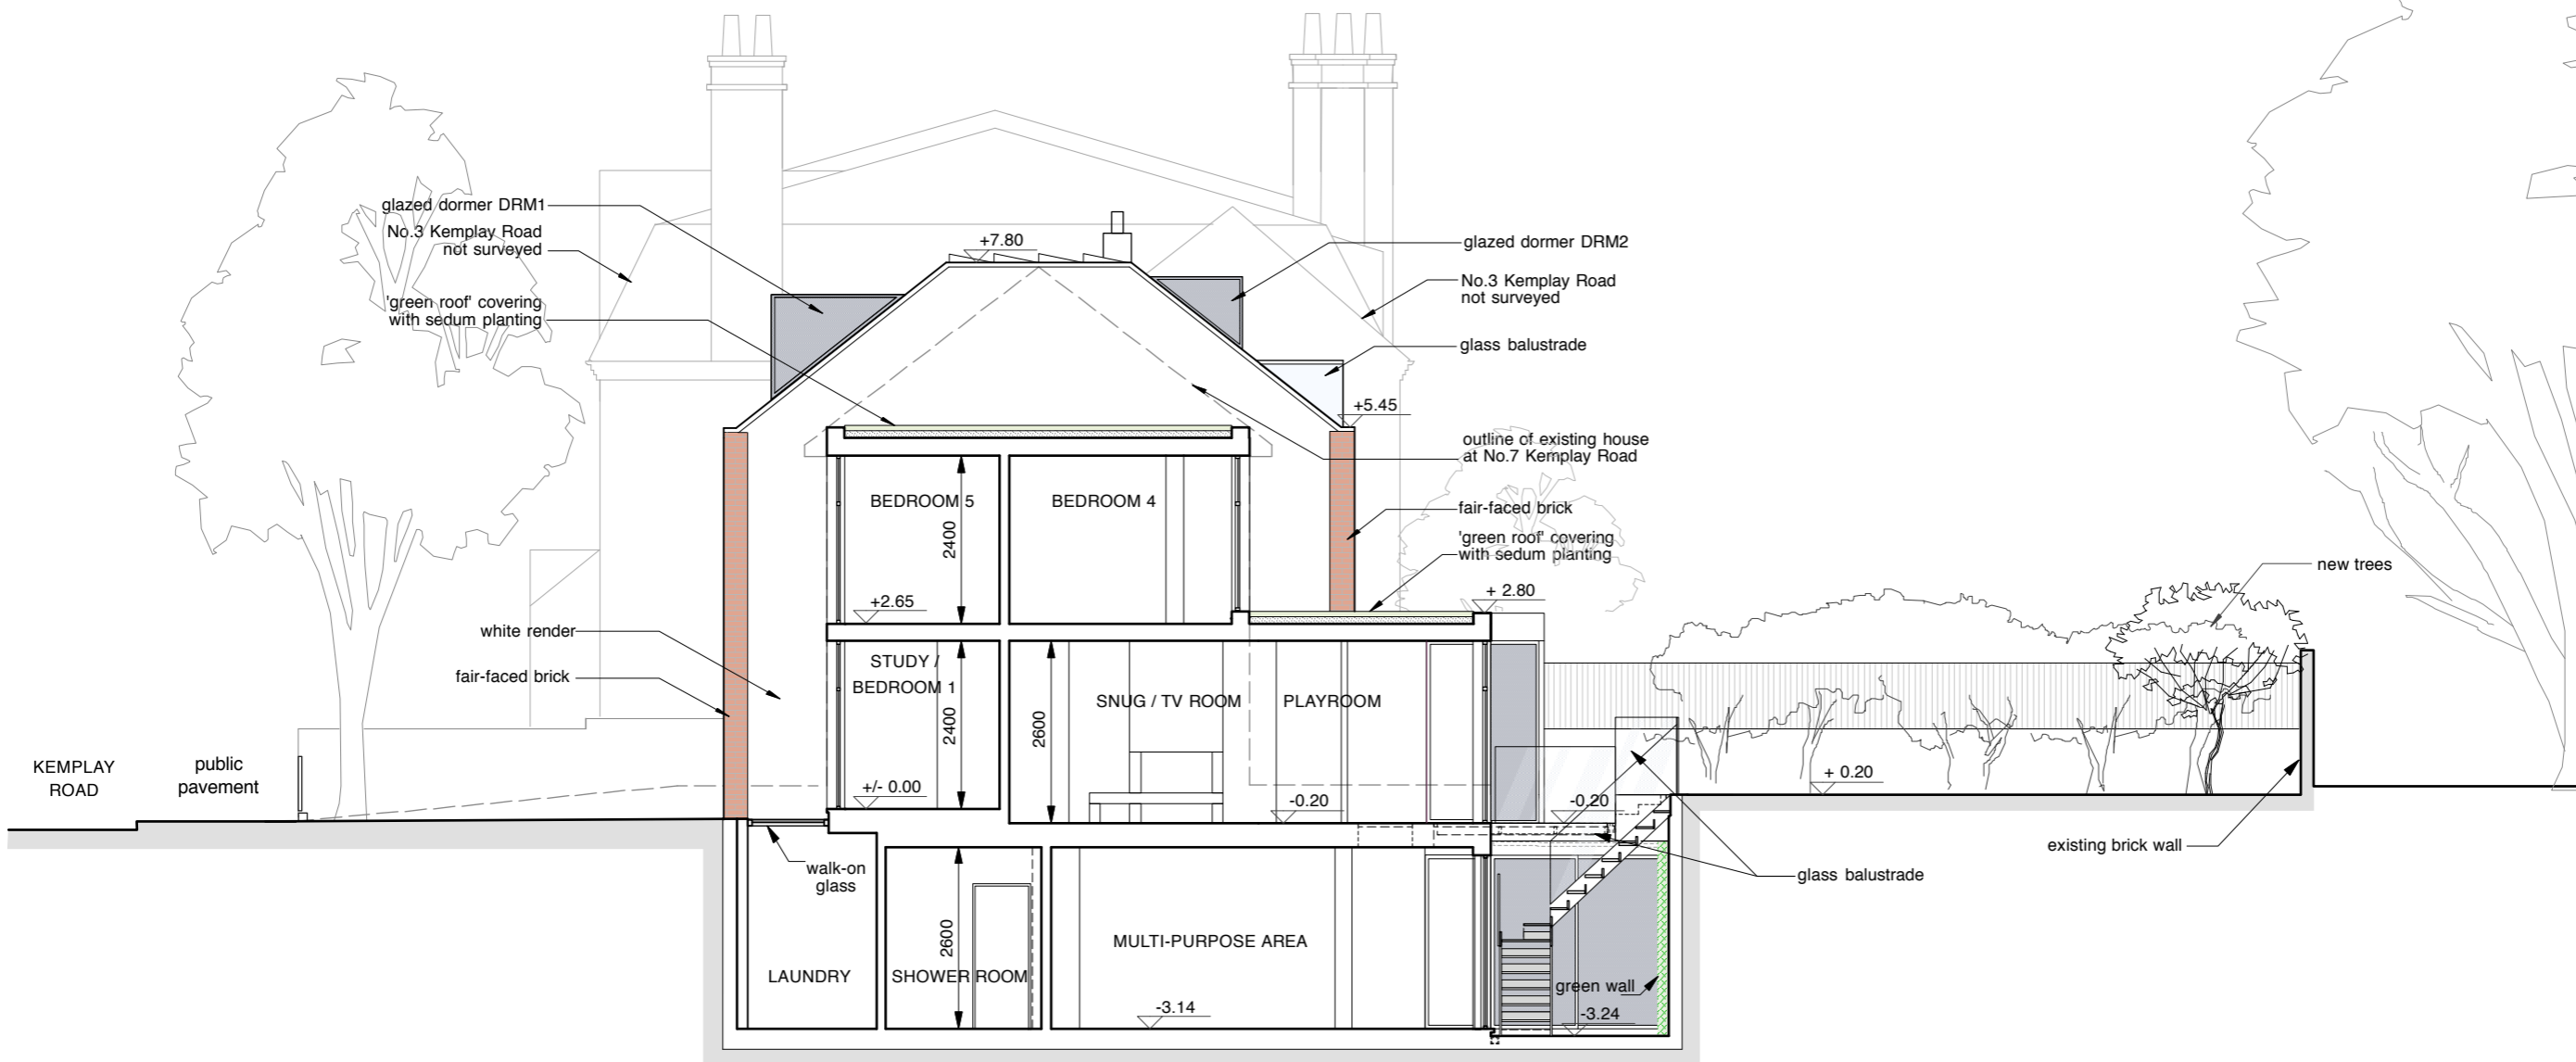 +7.80
glazed dormer DRM1
No.3 Kemplay Road
not surveyed
'green roof' covering
with sedum planting
glazed dormer DRM2
No.3 Kemplay Road
not surveyed
glass balustrade
+5.45
outline of existing house
at No.7 Kemplay Road
fair-faced brick
'green roof' covering
with sedum planting
+ 2.80
new trees
BEDROOM 5
BEDROOM 4
2400
+2.65
white render
fair-faced brick
STUDY /
BEDROOM 1
2400
+/- 0.00
2600
SNUG / TV ROOM
PLAYROOM
-0.20
-0.20
+ 0.20
KEMPLAY
ROAD
public
pavement
existing brick wall
glass balustrade
walk-on
glass
LAUNDRY
SHOWER ROOM
2600
MULTI-PURPOSE AREA
-3.14
green wall
-3.24